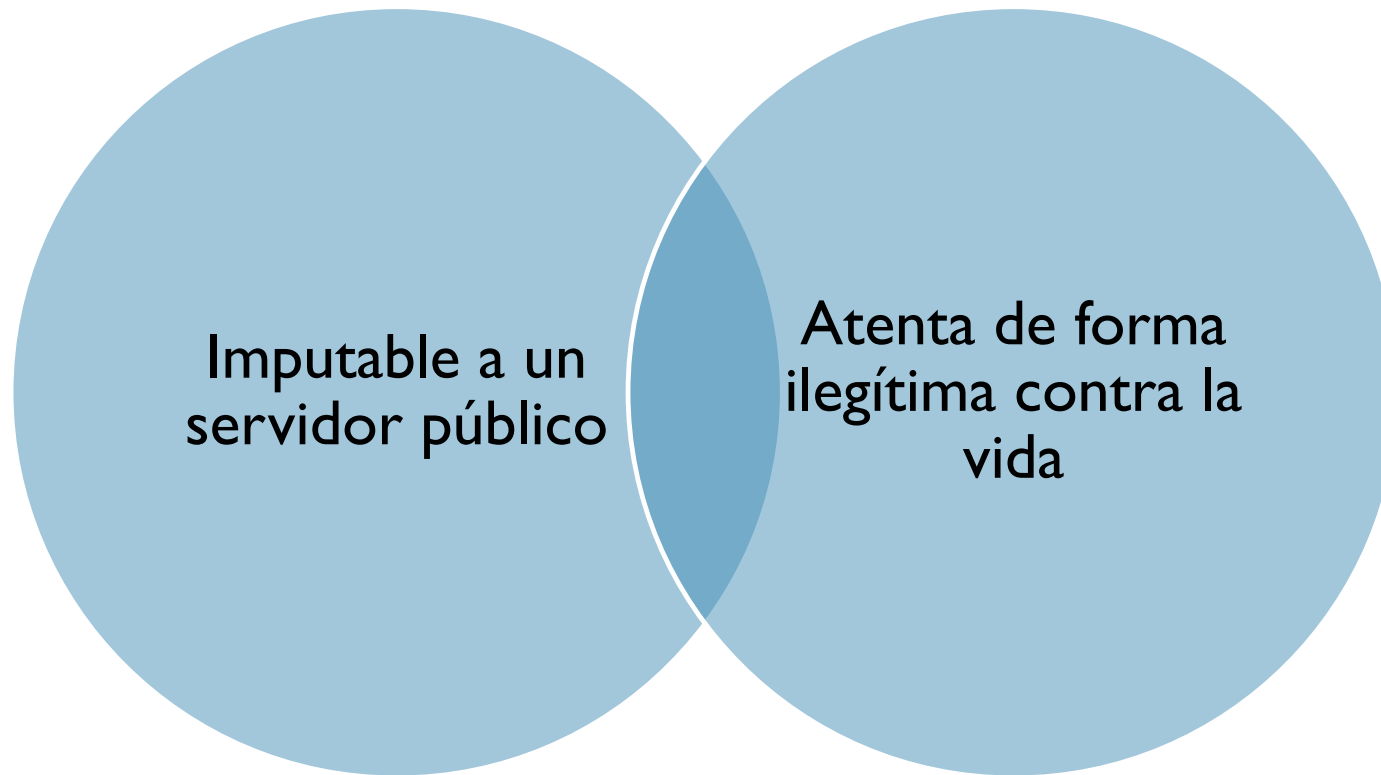 Imputable a un
servidor público
Atenta de forma
ilegítima contra la
vida